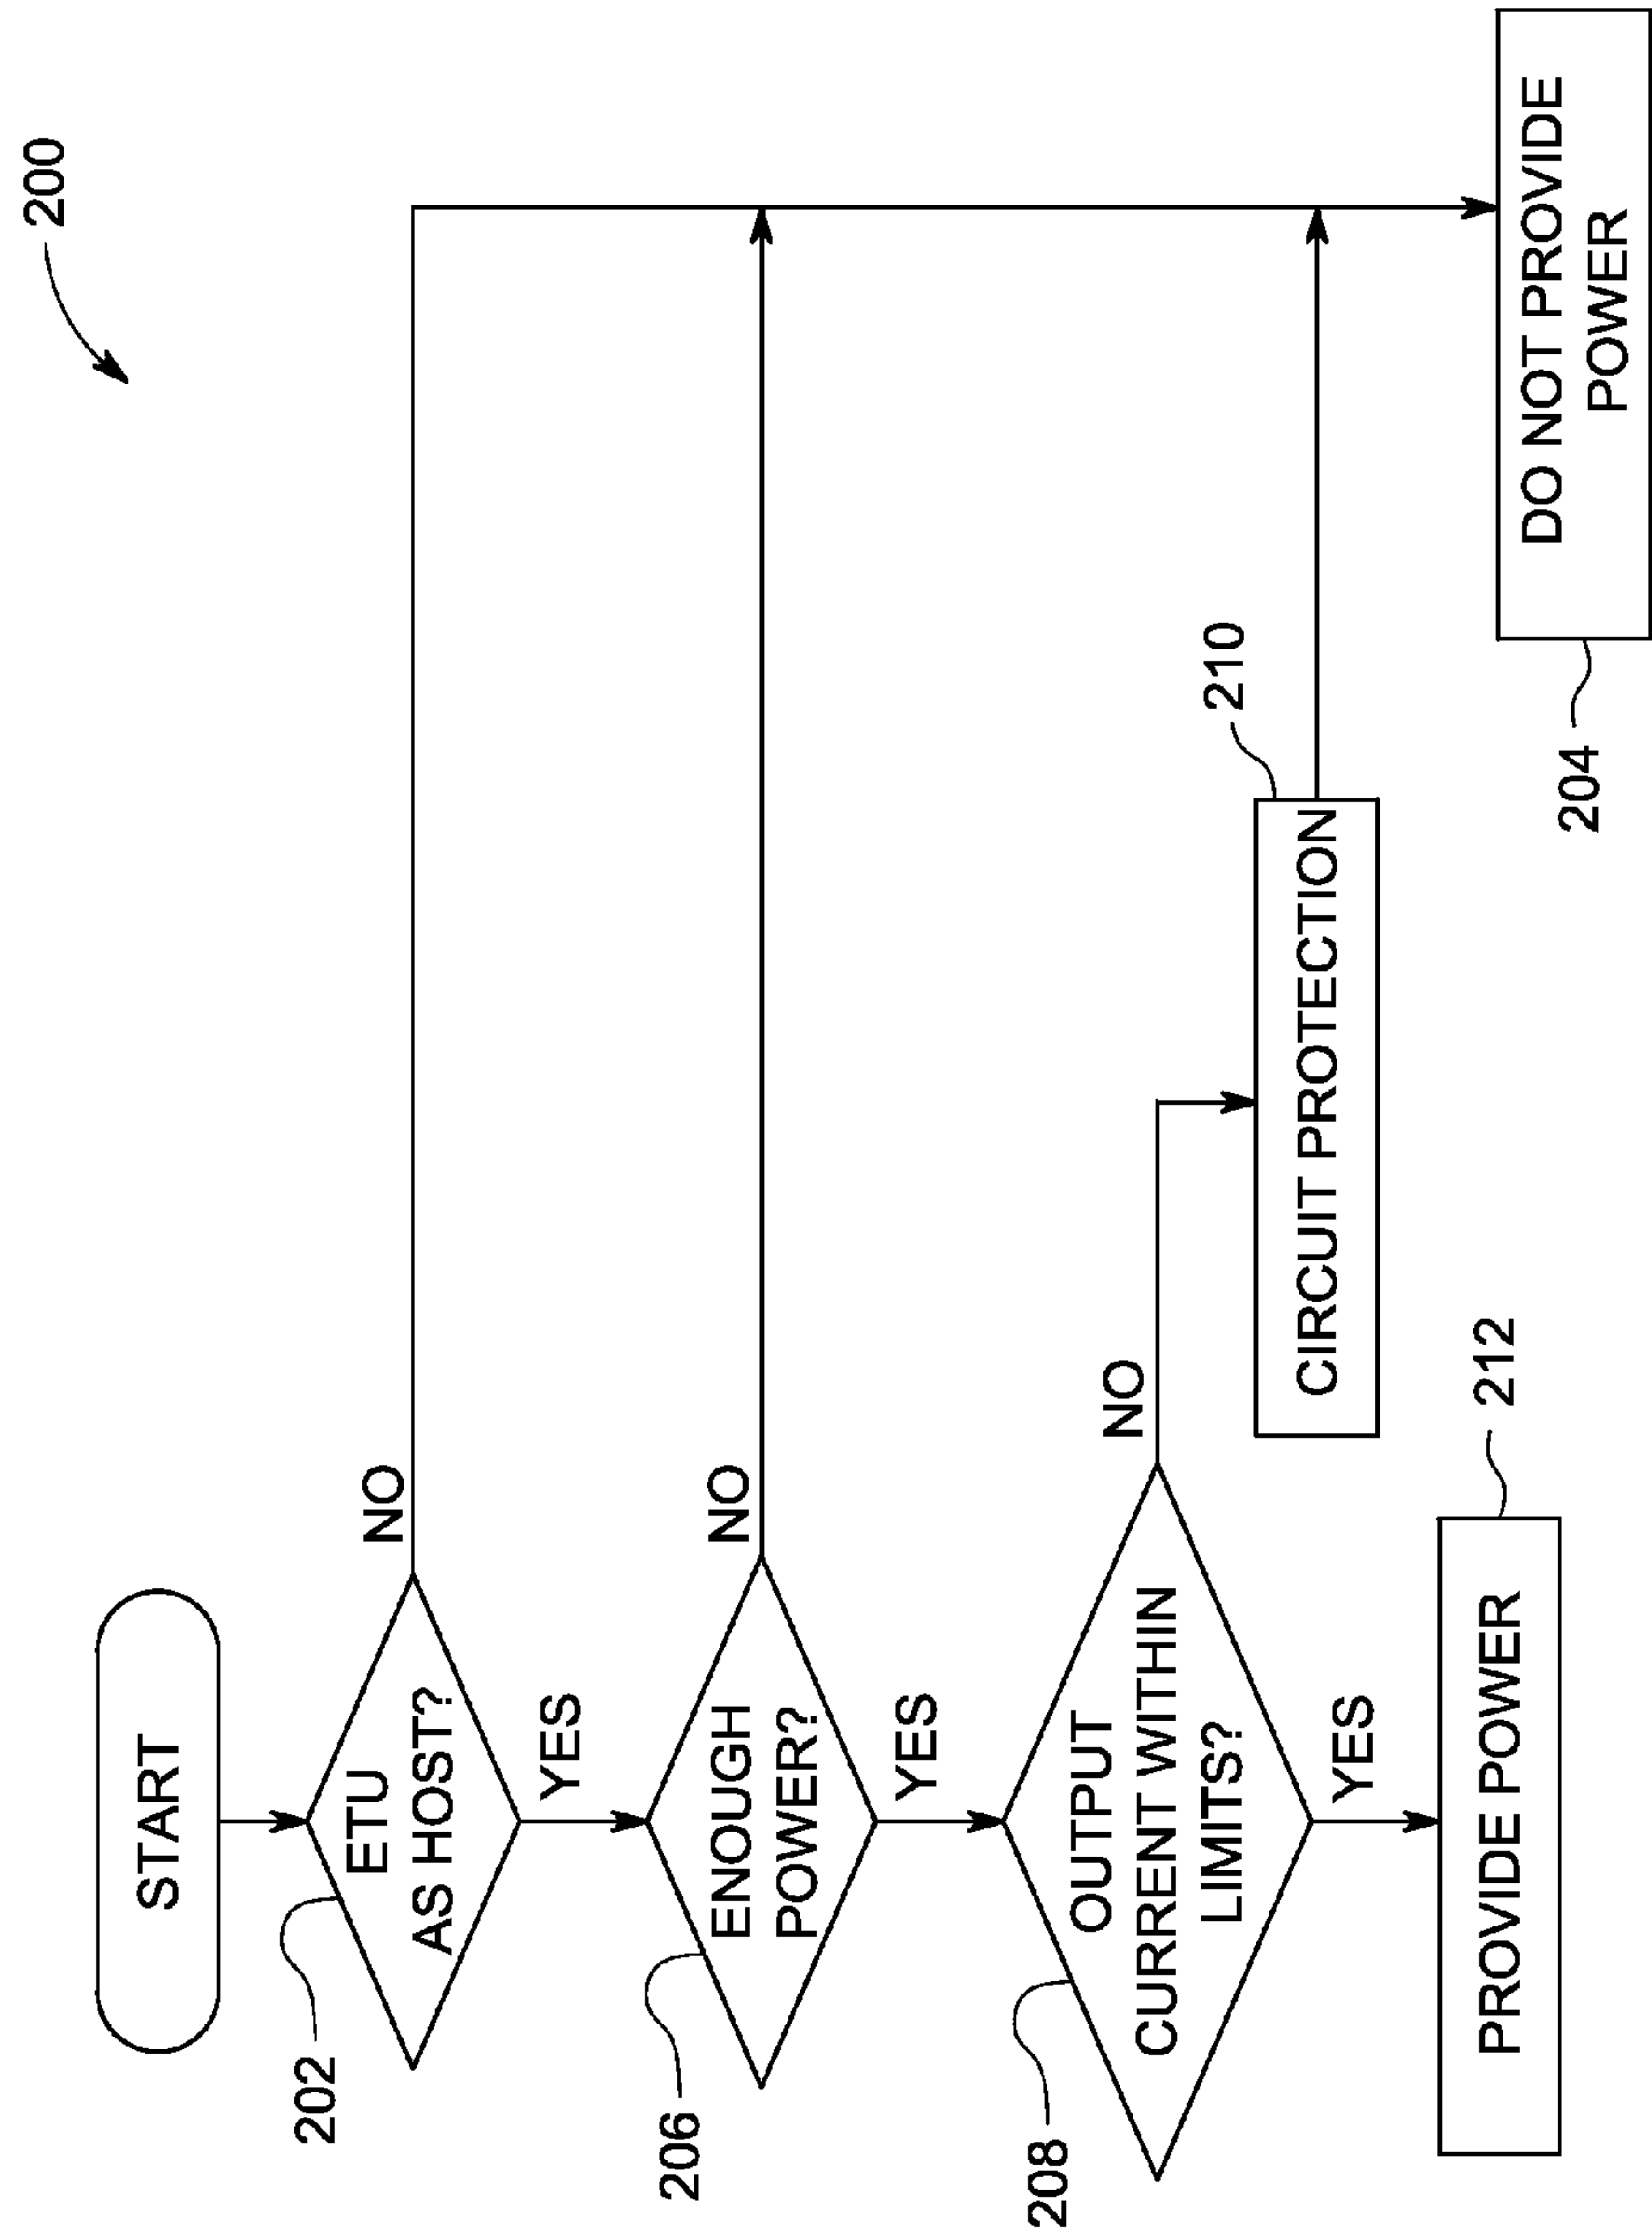 200
START
202
ETU
AS HOST?
NO
YES
206
ENOUGH
POWER?
NO
YES
208
OUTPUT
CURRENT WITHIN
LIMITS?
NO
YES
210
CIRCUIT PROTECTION
212
PROVIDE POWER
204
DO NOT PROVIDE
POWER